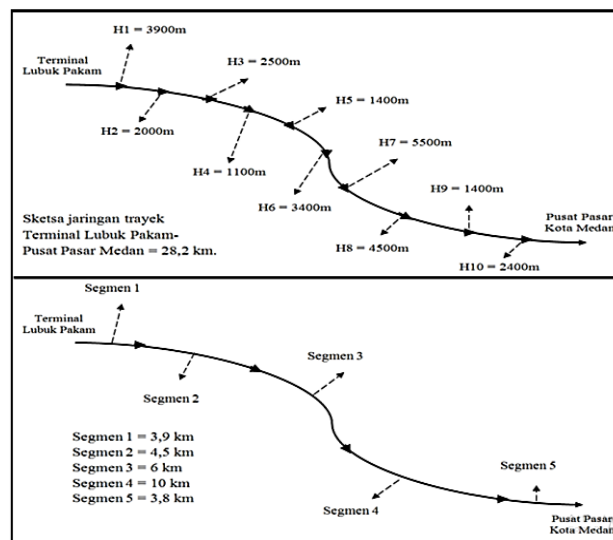 H1 = 3900m
Terminal
Lubuk Pakam
H3 = 2500m
H5 = 1400m
H2 = 2000m
H7 = 5500m
H4 = 1100m
H9 = 1400m
H6 = 3400m
Sketsa jaringan trayek
Terminal Lubuk Pakam-
Pusat Pasar Medan = 28,2 km.
Pusat Pasar
Kota Medan
H8 = 4500m
H10 = 2400m
Segmen 1
Terminal
Lubuk Pakam
Segmen 3
Segmen 2
Segmen 1 = 3,9 km
Segmen 2 = 4,5 km
Segmen 3 = 6 km
Segmen 4 = 10 km
Segmen 5 = 3,8 km
Segmen 5
Segmen 4
Pusat Pasar
Kota Medan